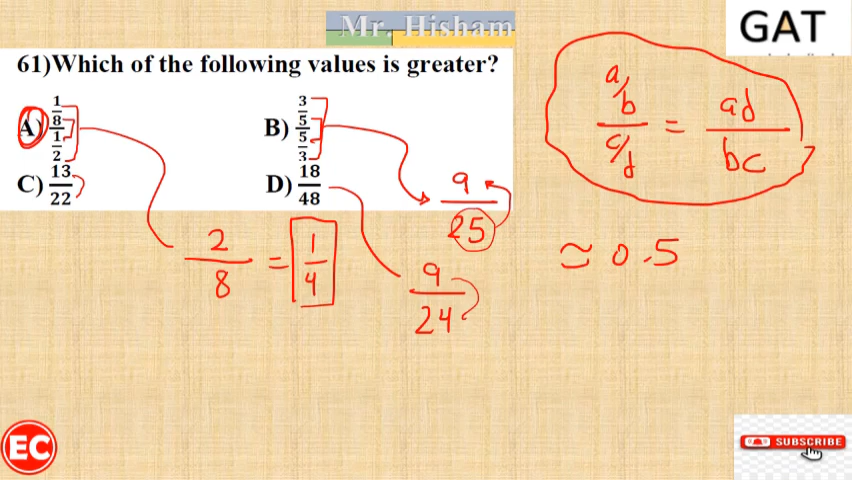 Mr. Hisham
GAT
61)Which of the following values is greater?
A) 1/8 / 1/2
B) 3/5 / 5/3
C) 13/22
D) 18/48
a/b / c/d = ad/bc
9/25
2/8 = 1/4
9/24
≈ 0.5
EC
SUBSCRIBE